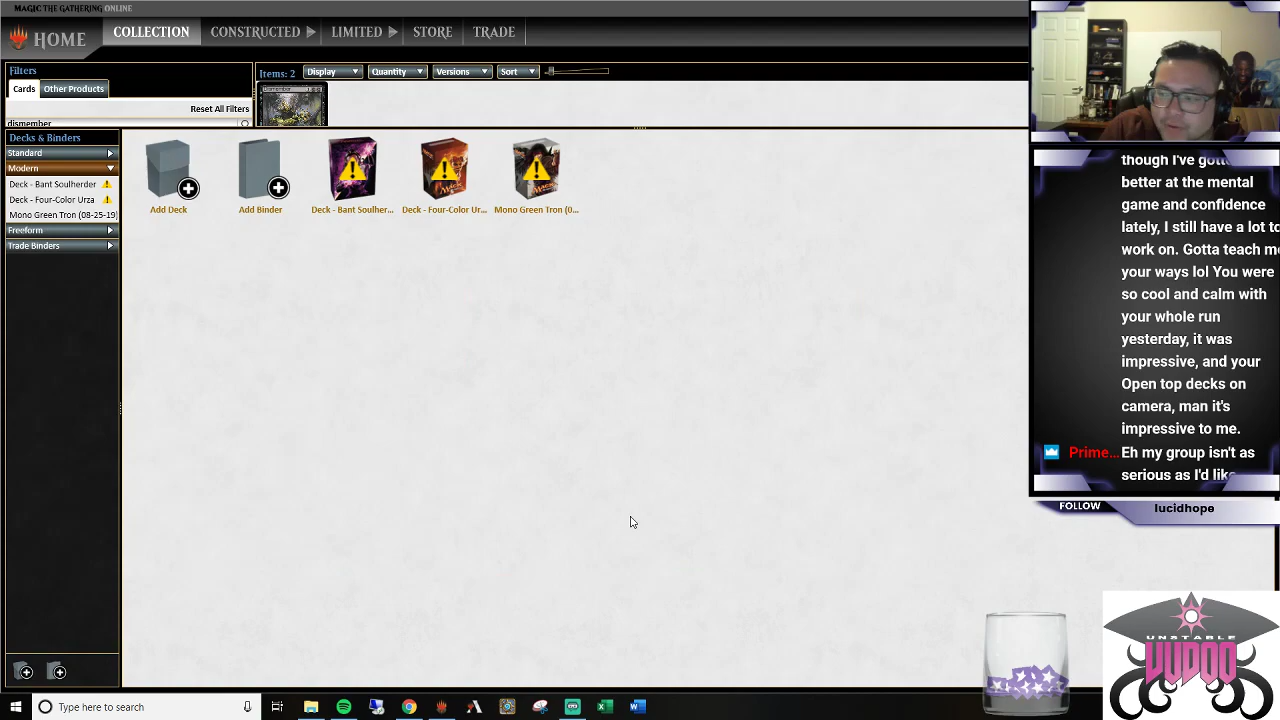 MAGIC THE GATHERING ONLINE
HOME
COLLECTION
CONSTRUCTED
LIMITED
STORE
TRADE
Filters
Cards
Other Products
Reset All Filters
dismember
Items: 2
Display
Quantity
Versions
Sort
Dismember
Decks & Binders
Standard
Modern
Deck - Bant Soulherder
Deck - Four-Color Urza
Mono Green Tron (08-25-19)
Freeform
Trade Binders
Add Deck
Add Binder
Deck - Bant Soulher...
Deck - Four-Color Ur...
Mono Green Tron (0...
though I've gotte
better at the mental
game and confidence
lately, I still have a lot to
work on. Gotta teach me
your ways lol You were
so cool and calm with
your whole run
yesterday, it was
impressive, and your
Open top decks on
camera, man it's
impressive to me.
Prime... Eh my group isn't as
serious as I'd like
FOLLOW
lucidhope
UNSTABLE
VUDOO
Type here to search